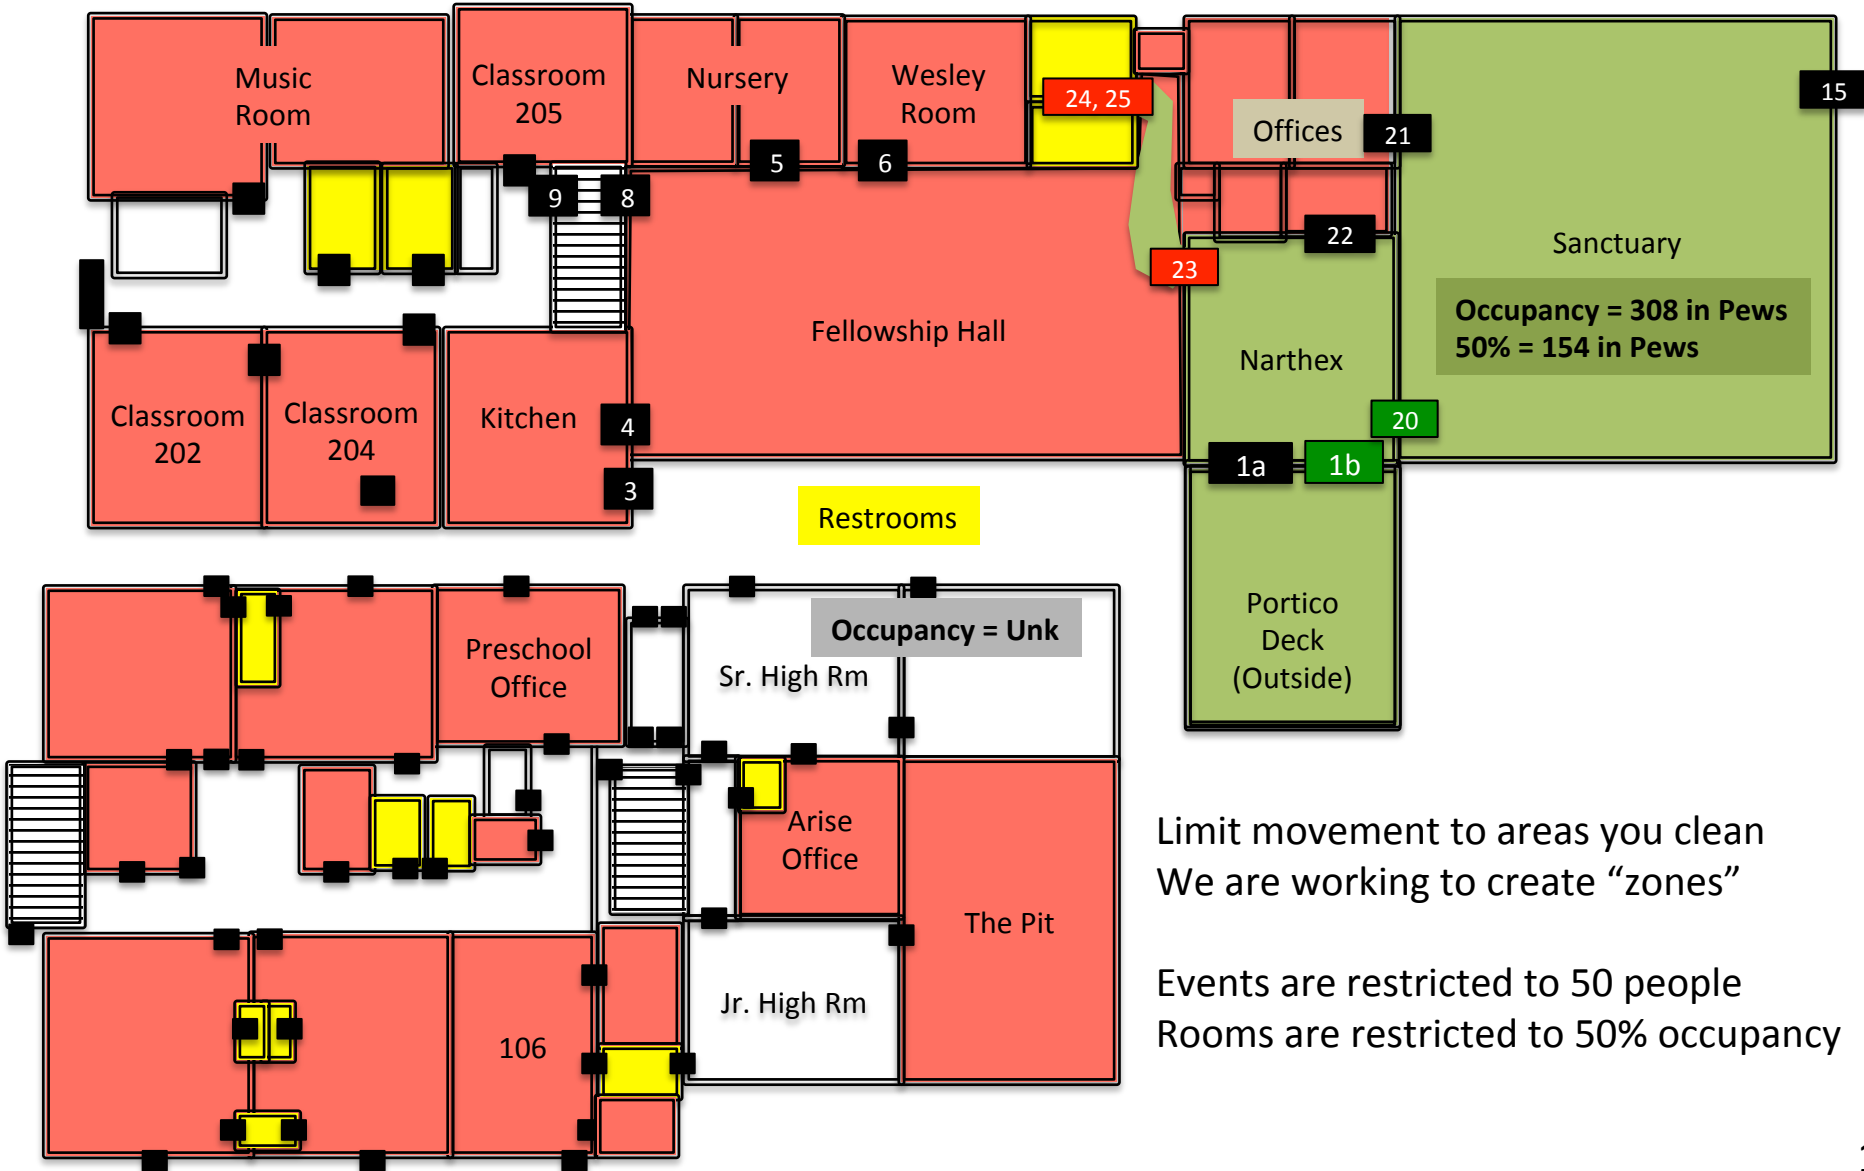 Music
Room
Classroom
205
Nursery
Wesley
Room
24, 25
Offices
21
15
5
6
9
8
22
23
Sanctuary
Occupancy = 308 in Pews
50% = 154 in Pews
Fellowship Hall
Narthex
Classroom
202
Classroom
204
Kitchen
4
3
20
1a
1b
Restrooms
Portico
Deck
(Outside)
Preschool
Office
Occupancy = Unk
Sr. High Rm
Arise
Office
The Pit
Jr. High Rm
106
Limit movement to areas you clean
We are working to create “zones”
Events are restricted to 50 people
Rooms are restricted to 50% occupancy